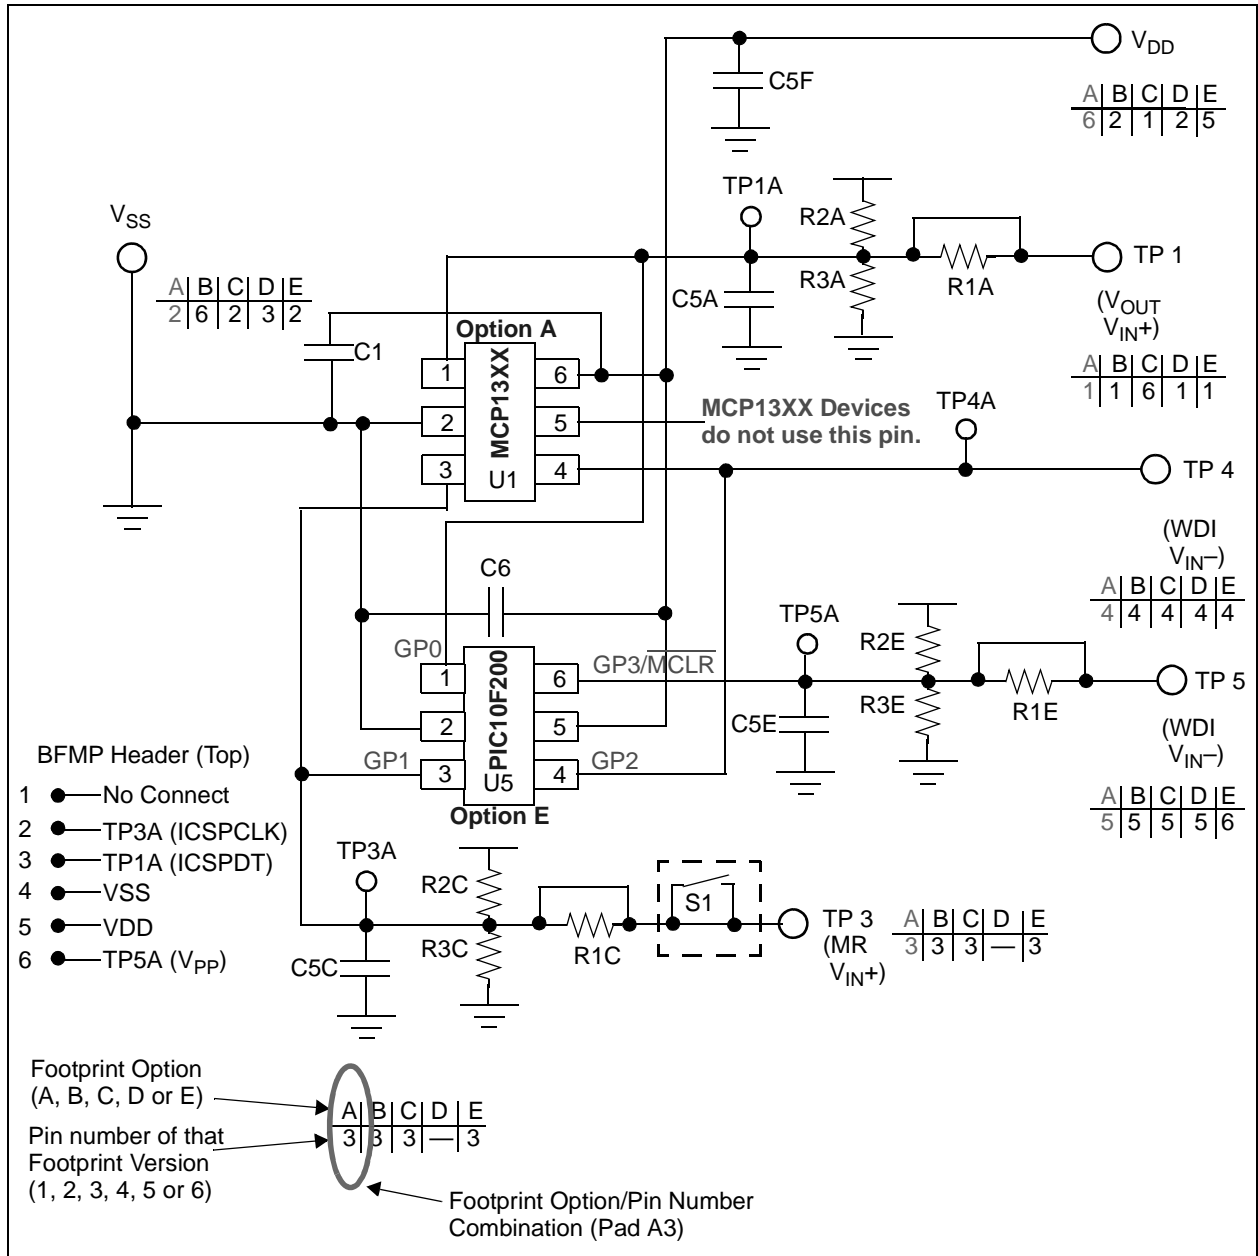 V_DD
C5F
A B C D E
6 2 1 2 5
TP1A
R2A
V_SS
TP 1
R3A
R1A
C5A
A B C D E
2 6 2 3 2
(V_OUT
V_IN+)
Option A
C1
A B C D E
1 1 6 1 1
1 MCP13XX 6
MCP13XX Devices
do not use this pin.
TP4A
2 5
3 U1 4
TP 4
(WDI
V_IN–)
C6
A B C D E
4 4 4 4 4
TP5A
R2E
GP0
GP3/MCLR
1 PIC10F200 6
TP 5
R3E
R1E
C5E
2 5
(WDI
V_IN–)
BFMP Header (Top)
GP1
GP2
3 U5 4
Option E
A B C D E
5 5 5 5 6
1 No Connect
2 TP3A (ICSPCLK)
3 TP1A (ICSPDT)
4 VSS
5 VDD
6 TP5A (V_PP)
TP3A
R2C
S1
R3C
R1C
C5C
TP 3
(MR
V_IN+)
A B C D E
3 3 3 — 3
Footprint Option
(A, B, C, D or E)
A B C D E
3 3 3 — 3
Pin number of that
Footprint Version
(1, 2, 3, 4, 5 or 6)
Footprint Option/Pin Number
Combination (Pad A3)